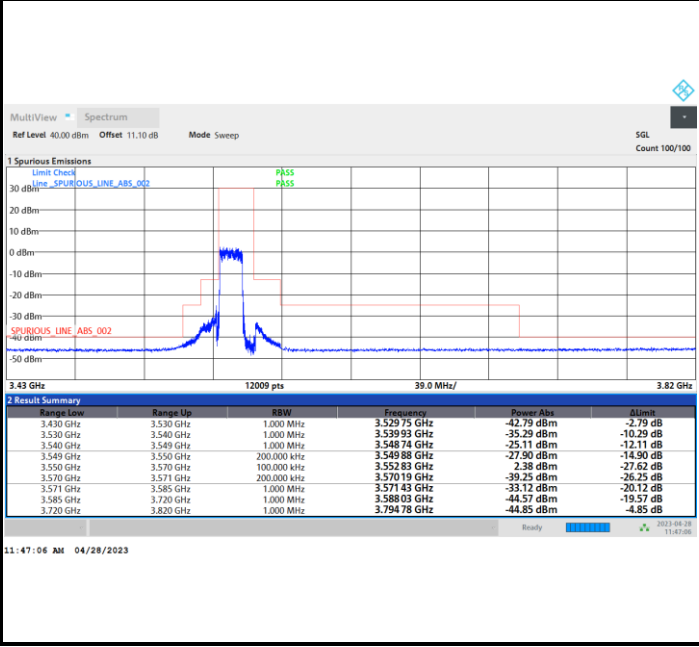 MultiView Spectrum
Ref Level 40.00 dBm Offset 11.10 dB Mode Sweep SGL
Count 100/100
1 Spurious Emissions
Limit Check PASS
Line _SPURIOUS_LINE_ABS_002 PASS
30 dBm
20 dBm
10 dBm
0 dBm
-10 dBm
-20 dBm
-30 dBm
_SPURIOUS_LINE_ABS_002
-40 dBm
-50 dBm
3.43 GHz 12009 pts 39.0 MHz/ 3.82 GHz
2 Result Summary
Range Low Range Up RBW Frequency Power Abs ΔLimit
3.430 GHz 3.530 GHz 1.000 MHz 3.529 75 GHz -42.79 dBm -2.79 dB
3.530 GHz 3.540 GHz 1.000 MHz 3.539 93 GHz -35.29 dBm -10.29 dB
3.540 GHz 3.549 GHz 1.000 MHz 3.548 74 GHz -25.11 dBm -12.11 dB
3.549 GHz 3.550 GHz 200.000 kHz 3.549 88 GHz -27.90 dBm -14.90 dB
3.550 GHz 3.570 GHz 100.000 kHz 3.552 83 GHz 2.38 dBm -27.62 dB
3.570 GHz 3.571 GHz 200.000 kHz 3.570 19 GHz -39.25 dBm -26.25 dB
3.571 GHz 3.585 GHz 1.000 MHz 3.571 43 GHz -33.12 dBm -20.12 dB
3.585 GHz 3.720 GHz 1.000 MHz 3.588 03 GHz -44.57 dBm -19.57 dB
3.720 GHz 3.820 GHz 1.000 MHz 3.794 78 GHz -44.85 dBm -4.85 dB
Ready 2023-04-28
11:47:06
11:47:06 AM 04/28/2023